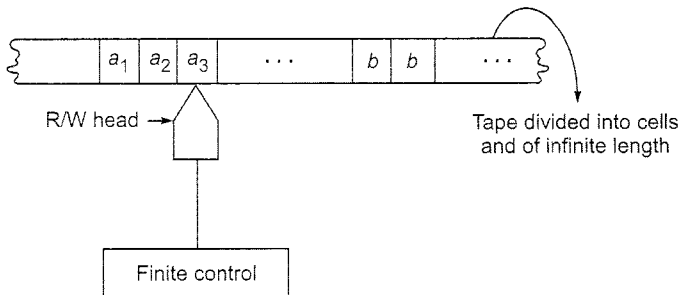 a1 a2 a3 ... b b ...
R/W head
Tape divided into cells
and of infinite length
Finite control